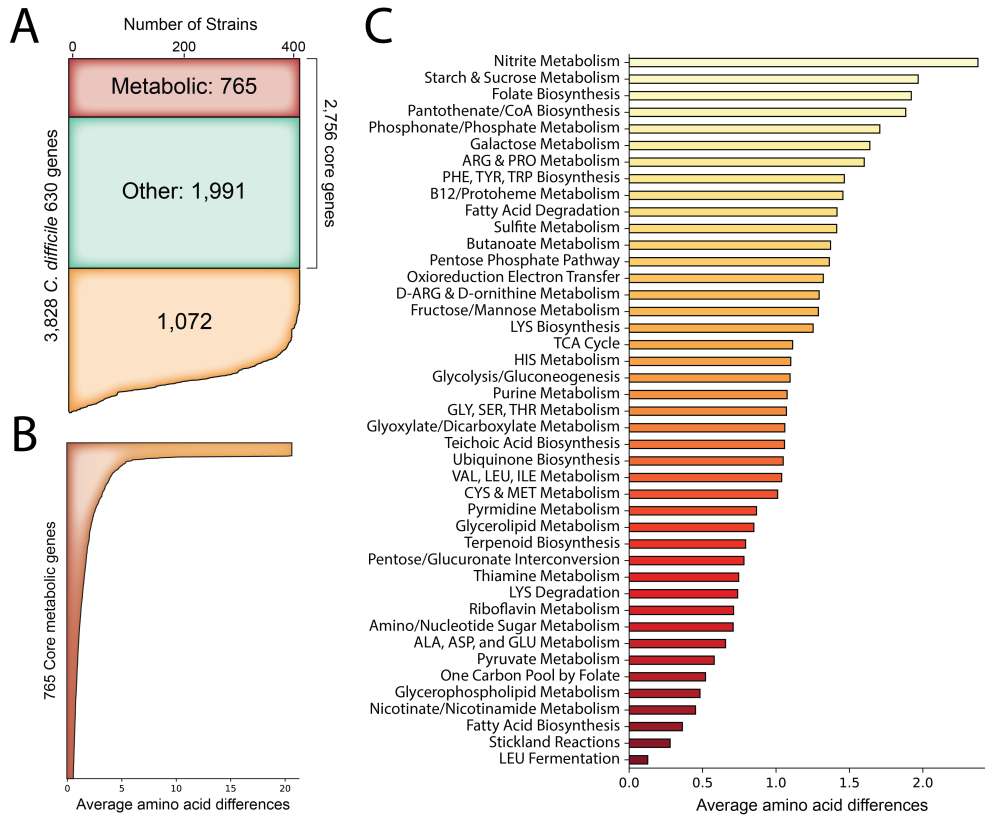 A
Number of Strains
0 200 400
Metabolic: 765
Other: 1,991
1,072
3,828 C. difficile 630 genes
2,756 core genes
B
765 Core metabolic genes
0 5 10 15 20
Average amino acid differences
C
Nitrite Metabolism
Starch & Sucrose Metabolism
Folate Biosynthesis
Pantothenate/CoA Biosynthesis
Phosphonate/Phosphate Metabolism
Galactose Metabolism
ARG & PRO Metabolism
PHE, TYR, TRP Biosynthesis
B12/Protoheme Metabolism
Fatty Acid Degradation
Sulfite Metabolism
Butanoate Metabolism
Pentose Phosphate Pathway
Oxioreduction Electron Transfer
D-ARG & D-ornithine Metabolism
Fructose/Mannose Metabolism
LYS Biosynthesis
TCA Cycle
HIS Metabolism
Glycolysis/Gluconeogenesis
Purine Metabolism
GLY, SER, THR Metabolism
Glyoxylate/Dicarboxylate Metabolism
Teichoic Acid Biosynthesis
Ubiquinone Biosynthesis
VAL, LEU, ILE Metabolism
CYS & MET Metabolism
Pyrmidine Metabolism
Glycerolipid Metabolism
Terpenoid Biosynthesis
Pentose/Glucuronate Interconversion
Thiamine Metabolism
LYS Degradation
Riboflavin Metabolism
Amino/Nucleotide Sugar Metabolism
ALA, ASP, and GLU Metabolism
Pyruvate Metabolism
One Carbon Pool by Folate
Glycerophospholipid Metabolism
Nicotinate/Nicotinamide Metabolism
Fatty Acid Biosynthesis
Stickland Reactions
LEU Fermentation
0.0 0.5 1.0 1.5 2.0
Average amino acid differences